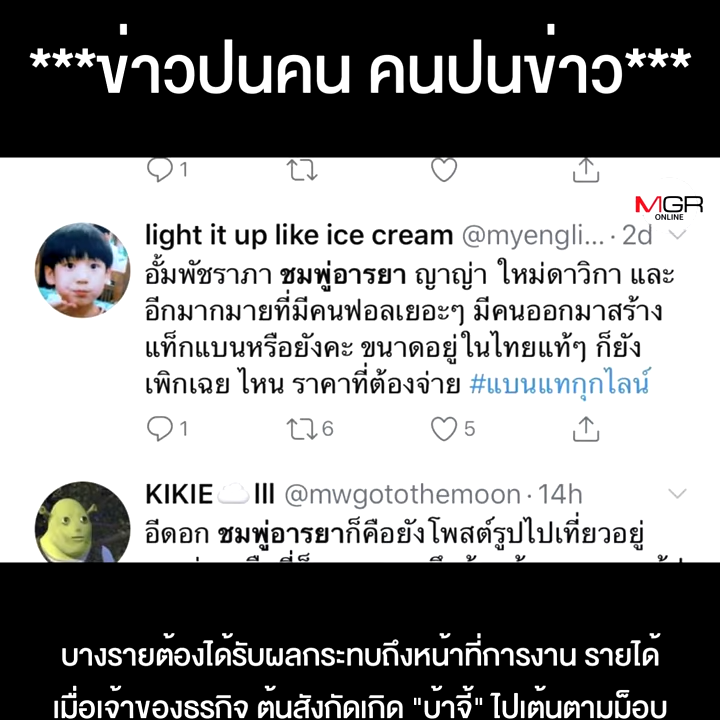 ***ข่าวปนคน คนปนข่าว***
1
MGR
ONLINE
light it up like ice cream @myengli... · 2d
อั้มพัชราภา ชมพู่อารยา ญาญ่า ใหม่ดาวิกา และ
อีกมากมายที่มีคนฟอลเยอะๆ มีคนออกมาสร้าง
แท็กแบนหรือยังคะ ขนาดอยู่ในไทยแท้ๆ ก็ยัง
เพิกเฉย ไหน ราคาที่ต้องจ่าย #แบนแทกุกไลน์
1 6 5
KIKIE☁️lll @mwgotothemoon · 14h
อีดอก ชมพู่อารยาก็คือยังโพสต์รูปไปเที่ยวอยู่
บางรายต้องได้รับผลกระทบถึงหน้าที่การงาน รายได้
เมื่อเจ้าของธุรกิจ ต้นสังกัดเกิด "บ้าจี้" ไปเต้นตามม็อบ